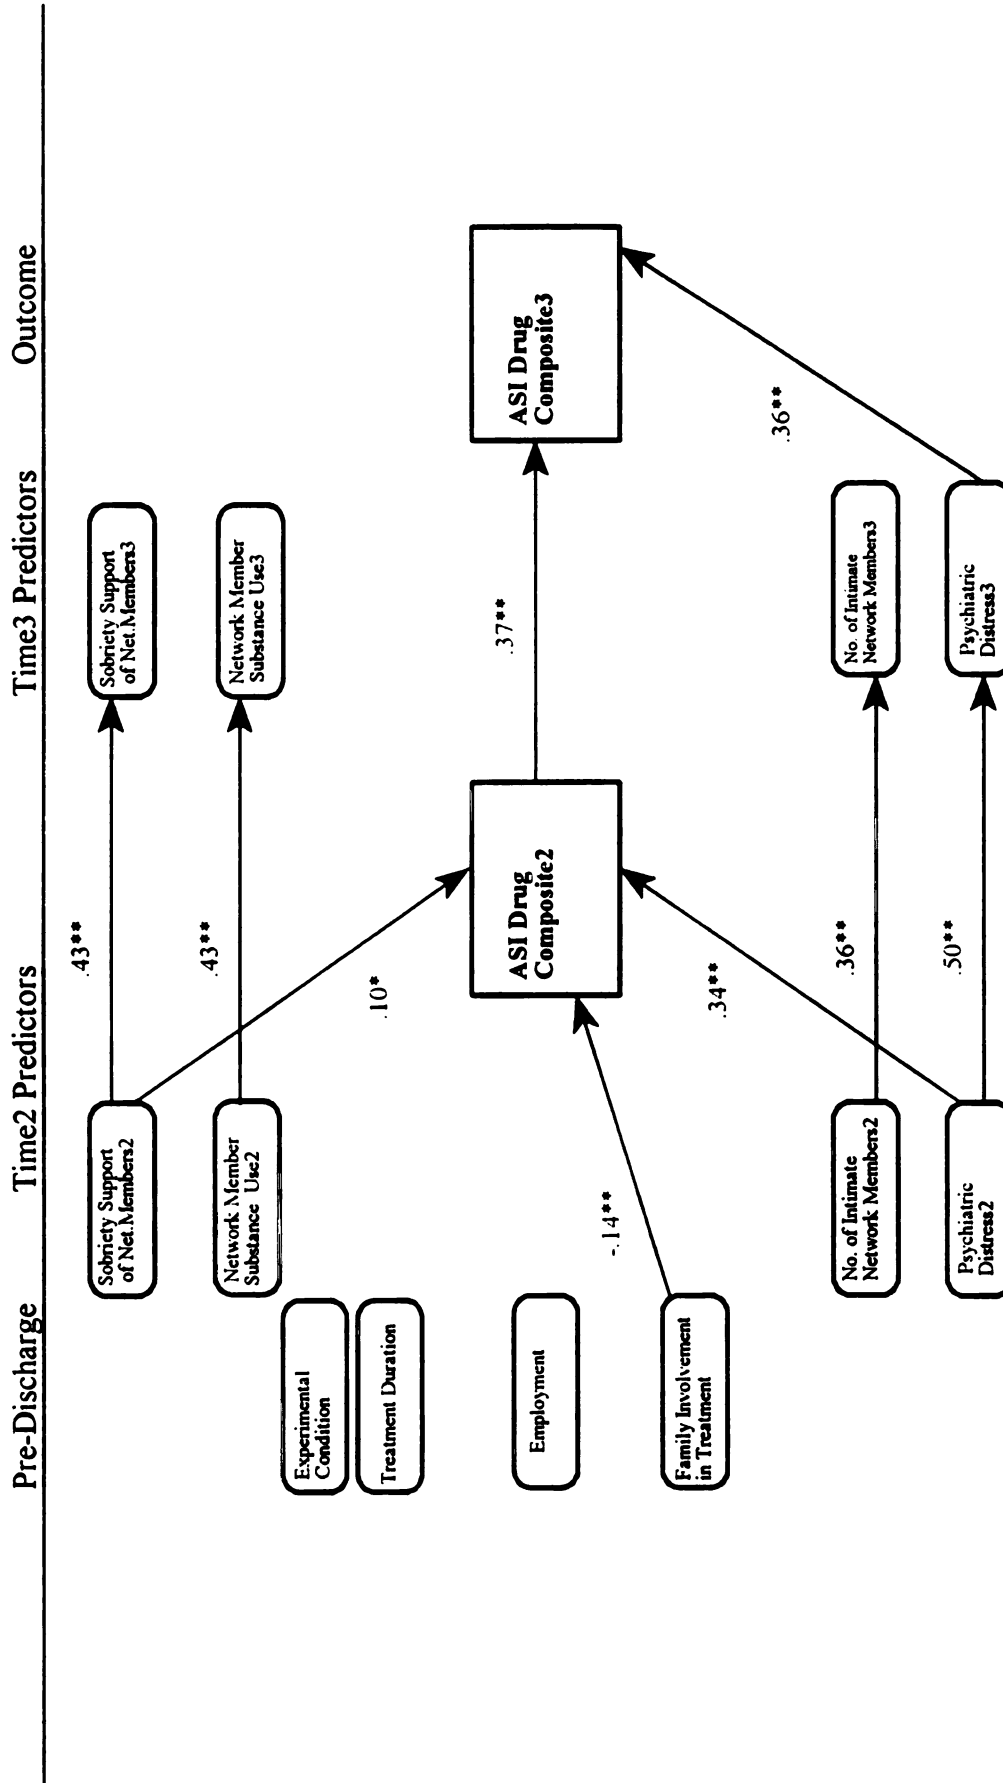 Pre-Discharge Time2 Predictors Time3 Predictors Outcome
Sobriety Support
of Net.Members2
.43**
Sobriety Support
of Net.Members3
Network Member
Substance Use2
.43**
Network Member
Substance Use3
Experimental
Condition
Treatment Duration
.10*
Employment
ASI Drug
Composite2
.37**
ASI Drug
Composite3
Family Involvement
in Treatment
-.14**
.34**
.36**
No. of Intimate
Network Members2
.36**
No. of Intimate
Network Members3
Psychiatric
Distress2
.50**
Psychiatric
Distress3